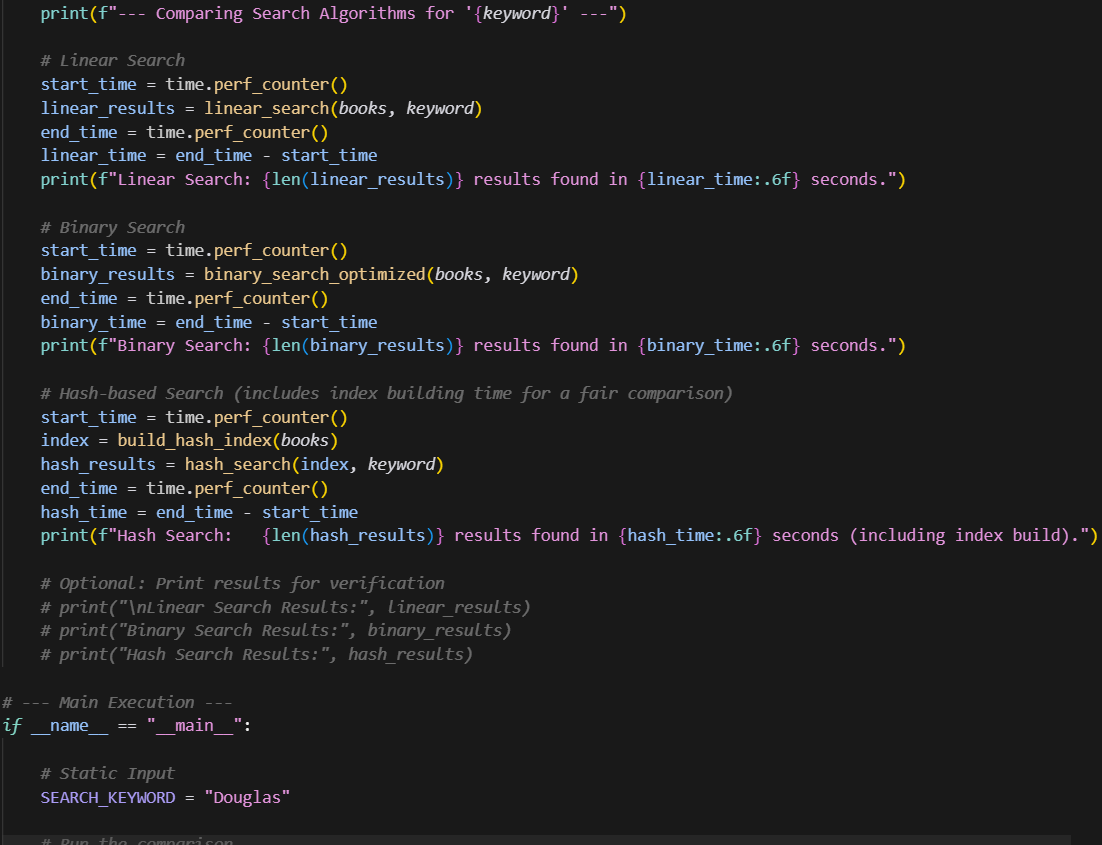 print(f"--- Comparing Search Algorithms for '{keyword}' ---")
# Linear Search
start_time = time.perf_counter()
linear_results = linear_search(books, keyword)
end_time = time.perf_counter()
linear_time = end_time - start_time
print(f"Linear Search: {len(linear_results)} results found in {linear_time:.6f} seconds.")
# Binary Search
start_time = time.perf_counter()
binary_results = binary_search_optimized(books, keyword)
end_time = time.perf_counter()
binary_time = end_time - start_time
print(f"Binary Search: {len(binary_results)} results found in {binary_time:.6f} seconds.")
# Hash-based Search (includes index building time for a fair comparison)
start_time = time.perf_counter()
index = build_hash_index(books)
hash_results = hash_search(index, keyword)
end_time = time.perf_counter()
hash_time = end_time - start_time
print(f"Hash Search:   {len(hash_results)} results found in {hash_time:.6f} seconds (including index build).")
# Optional: Print results for verification
# print("\nLinear Search Results:", linear_results)
# print("Binary Search Results:", binary_results)
# print("Hash Search Results:", hash_results)
# --- Main Execution ---
if __name__ == "__main__":
# Static Input
SEARCH_KEYWORD = "Douglas"
# Run the comparison